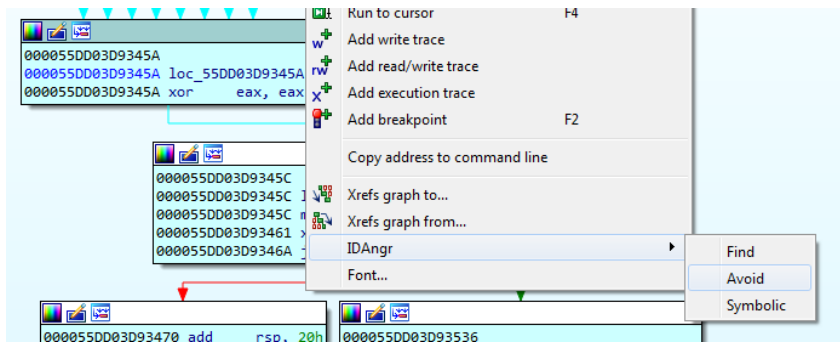 Run to cursor F4
Add write trace
Add read/write trace
Add execution trace
Add breakpoint F2
Copy address to command line
Xrefs graph to...
Xrefs graph from...
IDAngr
Font...
Find
Avoid
Symbolic
000055DD03D9345A
000055DD03D9345A loc_55DD03D9345A
000055DD03D9345A xor eax, eax
000055DD03D9345C
000055DD03D9345C
000055DD03D9345C
000055DD03D93461
000055DD03D9346A
000055DD03D93470 add rsp, 20h
000055DD03D93536